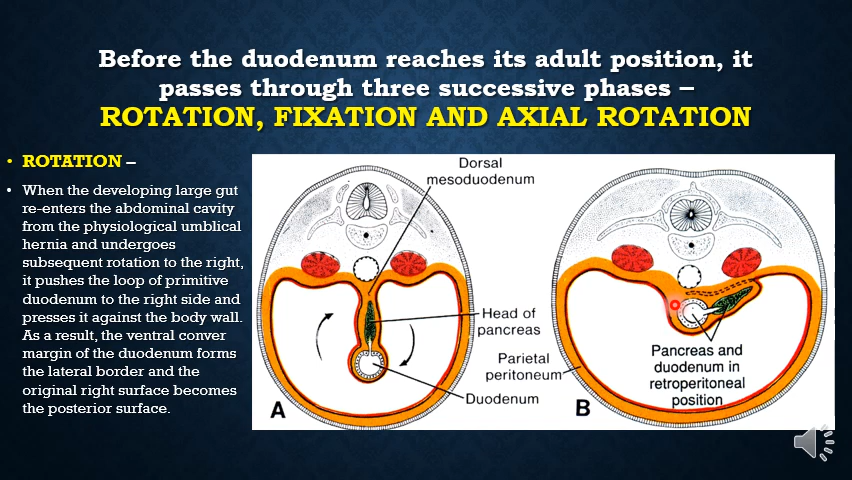 Before the duodenum reaches its adult position, it
passes through three successive phases –
ROTATION, FIXATION AND AXIAL ROTATION
• ROTATION –
• When the developing large gut
re-enters the abdominal cavity
from the physiological umblical
hernia and undergoes
subsequent rotation to the right,
it pushes the loop of primitive
duodenum to the right side and
presses it against the body wall.
As a result, the ventral conver
margin of the duodenum forms
the lateral border and the
original right surface becomes
the posterior surface.
Dorsal
mesoduodenum
Head of
pancreas
Parietal
peritoneum
Duodenum
A
Pancreas and
duodenum in
retroperitoneal
position
B